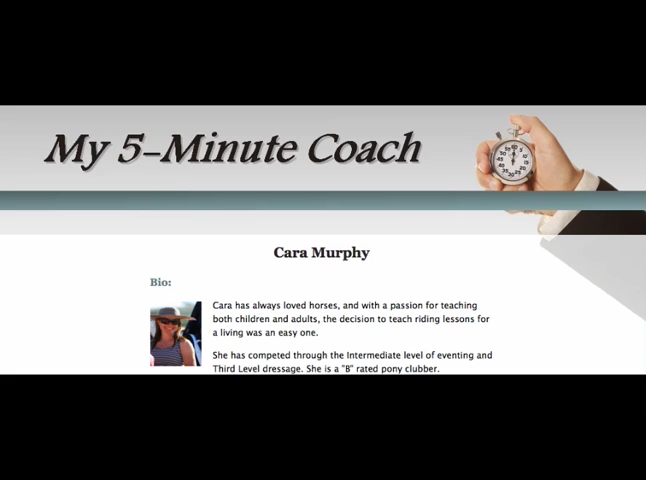 My 5-Minute Coach
Cara Murphy
Bio:
Cara has always loved horses, and with a passion for teaching
both children and adults, the decision to teach riding lessons for
a living was an easy one.
She has competed through the Intermediate level of eventing and
Third Level dressage. She is a "B" rated pony clubber.